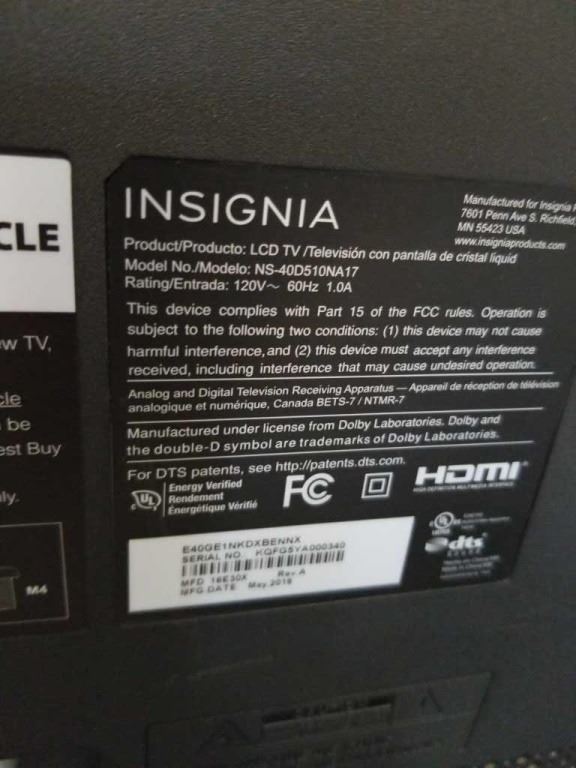 CLE
w TV,
cle
be
est Buy
ly.
M4
INSIGNIA
Manufactured for Insignia
7601 Penn Ave S. Richfield,
MN 55423 USA
www.insigniaproducts.com
Product/Producto: LCD TV /Televisión con pantalla de cristal liquid
Model No./Modelo: NS-40D510NA17
Rating/Entrada: 120V~ 60Hz 1.0A
This device complies with Part 15 of the FCC rules. Operation is
subject to the following two conditions: (1) this device may not cause
harmful interference, and (2) this device must accept any interference
received, including interference that may cause undesired operation.
Analog and Digital Television Receiving Apparatus — Appareil de réception de télévision
analogique et numérique, Canada BETS-7 / NTMR-7
Manufactured under license from Dolby Laboratories. Dolby and
the double-D symbol are trademarks of Dolby Laboratories.
For DTS patents, see http://patents.dts.com.
UL
Energy Verified
Rendement
Énergétique Vérifié
FC
HDMI
HIGH DEFINITION MULTIMEDIA INTERFACE
dts
E40GE1NKDXBENNX
SERIAL NO. KQFG5YA000340
Rev.A
MFD 16E30X
MFG.DATE May.2016